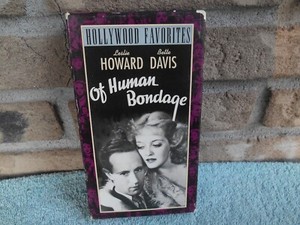 HOLLYWOOD FAVORITES
Leslie Bette
HOWARD DAVIS
Of Human
Bondage